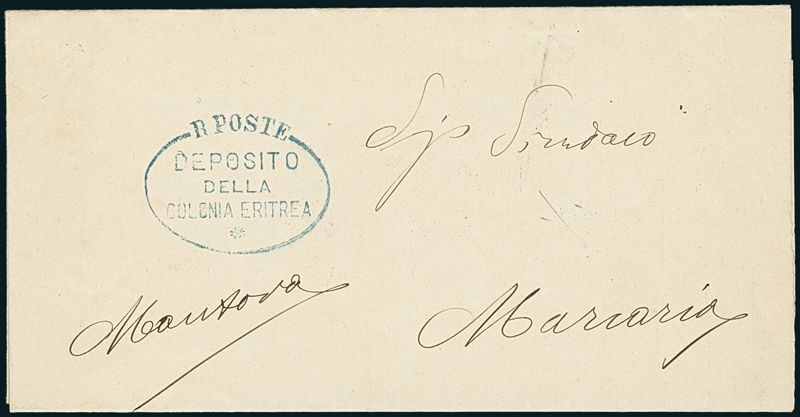 R POSTE
DEPOSITO
DELLA
COLONIA ERITREA
Sig Sindaco
Mantova
Marcaria